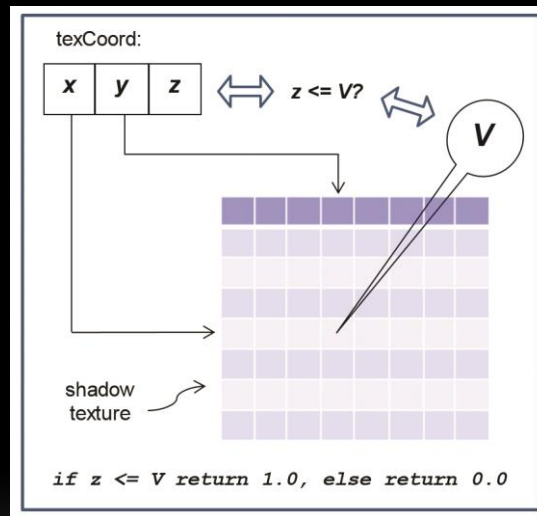 texCoord:
x y z
z <= V?
V
shadow
texture
if z <= V return 1.0, else return 0.0